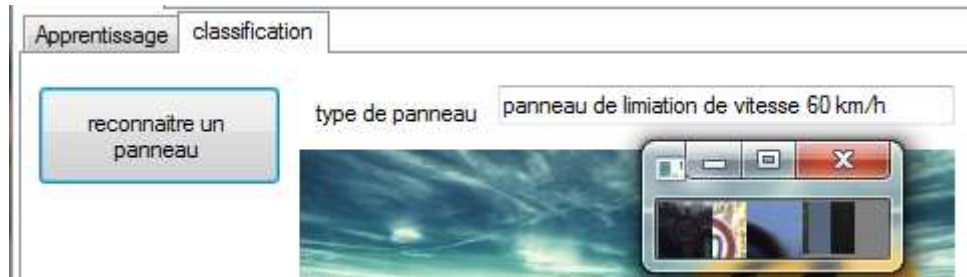 Apprentissage classification
reconnaitre un
panneau
type de panneau
panneau de limiation de vitesse 60 km/h